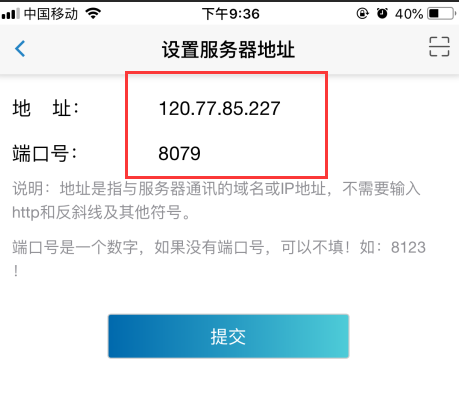 中国移动 下午9:36 40%
设置服务器地址
地 址： 120.77.85.227
端口号： 8079
说明：地址是指与服务器通讯的域名或IP地址，不需要输入
http和反斜线及其他符号。
端口号是一个数字，如果没有端口号，可以不填！如：8123
！
提交